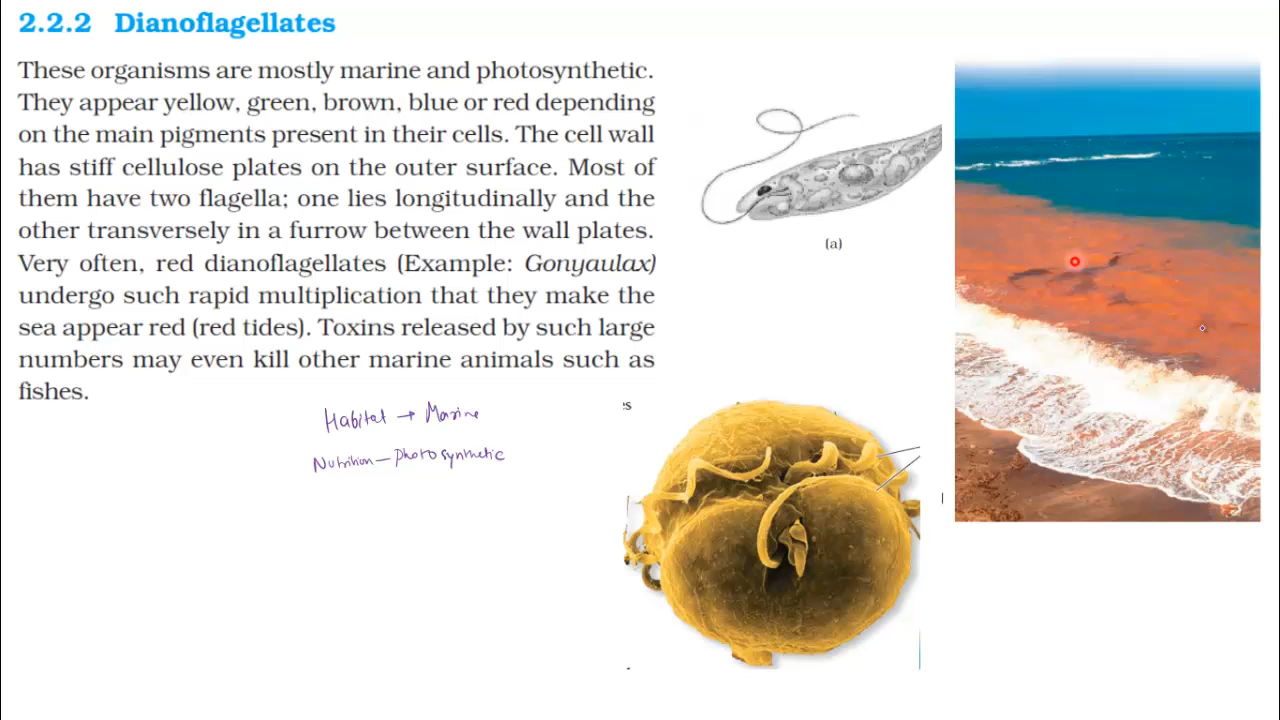 2.2.2 Dianoflagellates
These organisms are mostly marine and photosynthetic.
They appear yellow, green, brown, blue or red depending
on the main pigments present in their cells. The cell wall
has stiff cellulose plates on the outer surface. Most of
them have two flagella; one lies longitudinally and the
other transversely in a furrow between the wall plates.
Very often, red dianoflagellates (Example: Gonyaulax)
undergo such rapid multiplication that they make the
sea appear red (red tides). Toxins released by such large
numbers may even kill other marine animals such as
fishes.
Habitat → Marine
Nutrition — photosynthetic
(a)
es